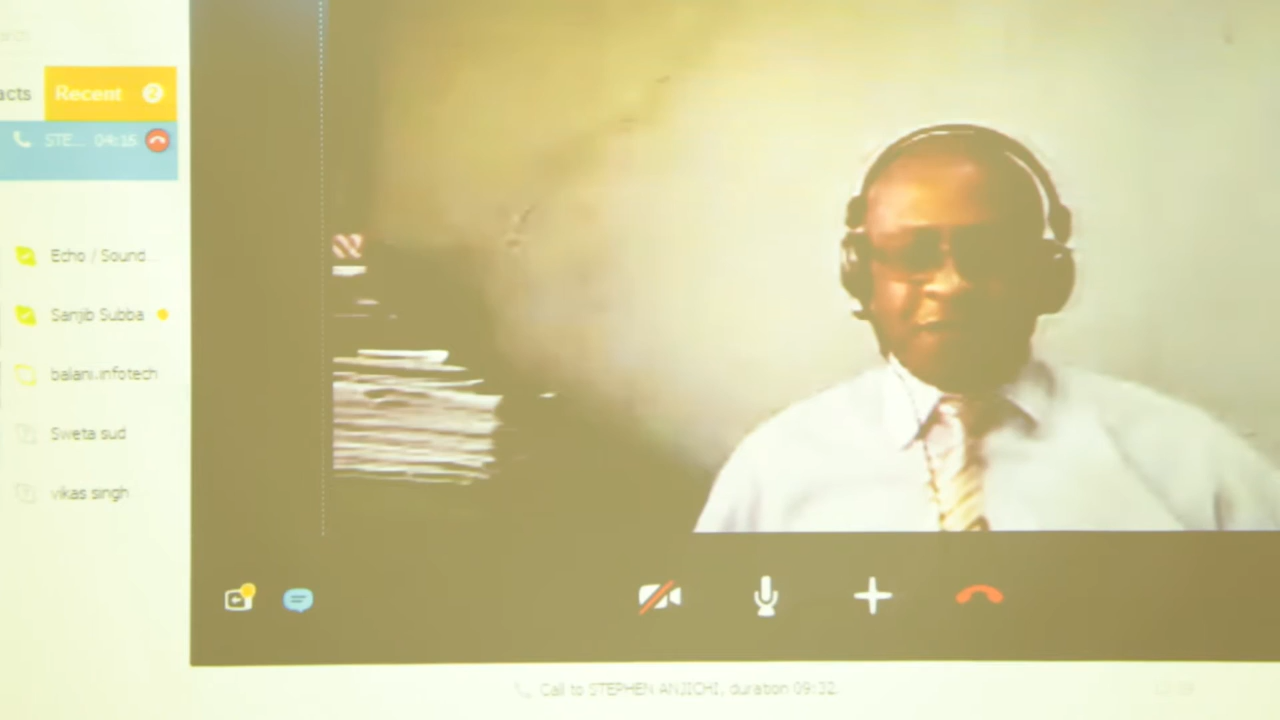 acts
Recent 2
STE... 04:15
Echo / Sound...
Sanjib Subba
balani.infotech
Sweta sud
vikas singh
Call to STEPHEN ANJICHI, duration 09:32.